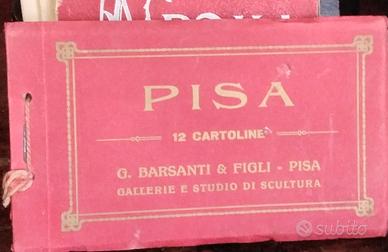 PISA
12 CARTOLINE
G. BARSANTI & FIGLI - PISA
GALLERIE E STUDIO DI SCULTURA
subito